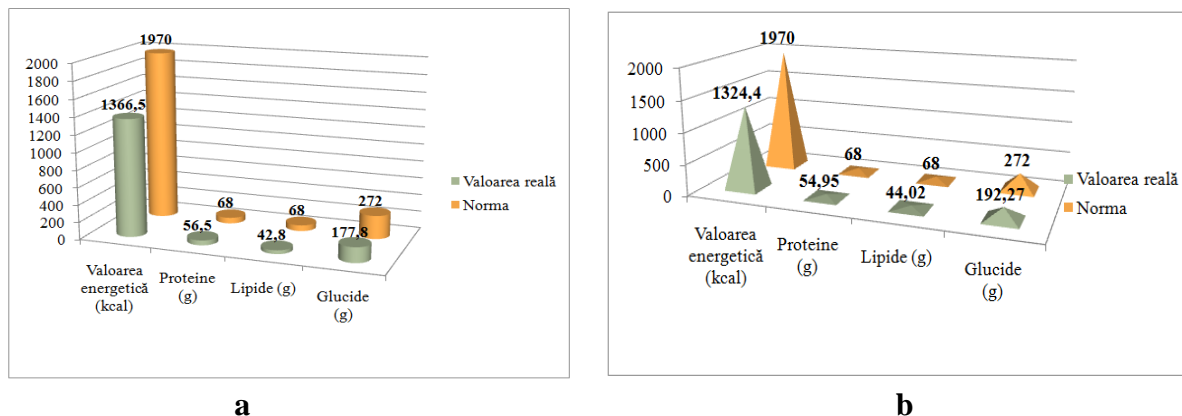 1970
2000
1800
1600
1366,5
1400
1200
1000
800
600
400
200
0
68
68
272
56,5
42,8
177,8
Valoarea
energetică
(kcal)
Proteine
(g)
Lipide (g)
Glucide
(g)
Valoarea reală
Norma
a
1970
2000
1324,4
1500
1000
500
0
68
68
272
54,95
44,02
192,27
Valoarea
energetică
(kcal)
Proteine
(g)
Lipide (g)
Glucide
(g)
Valoarea reală
Norma
b